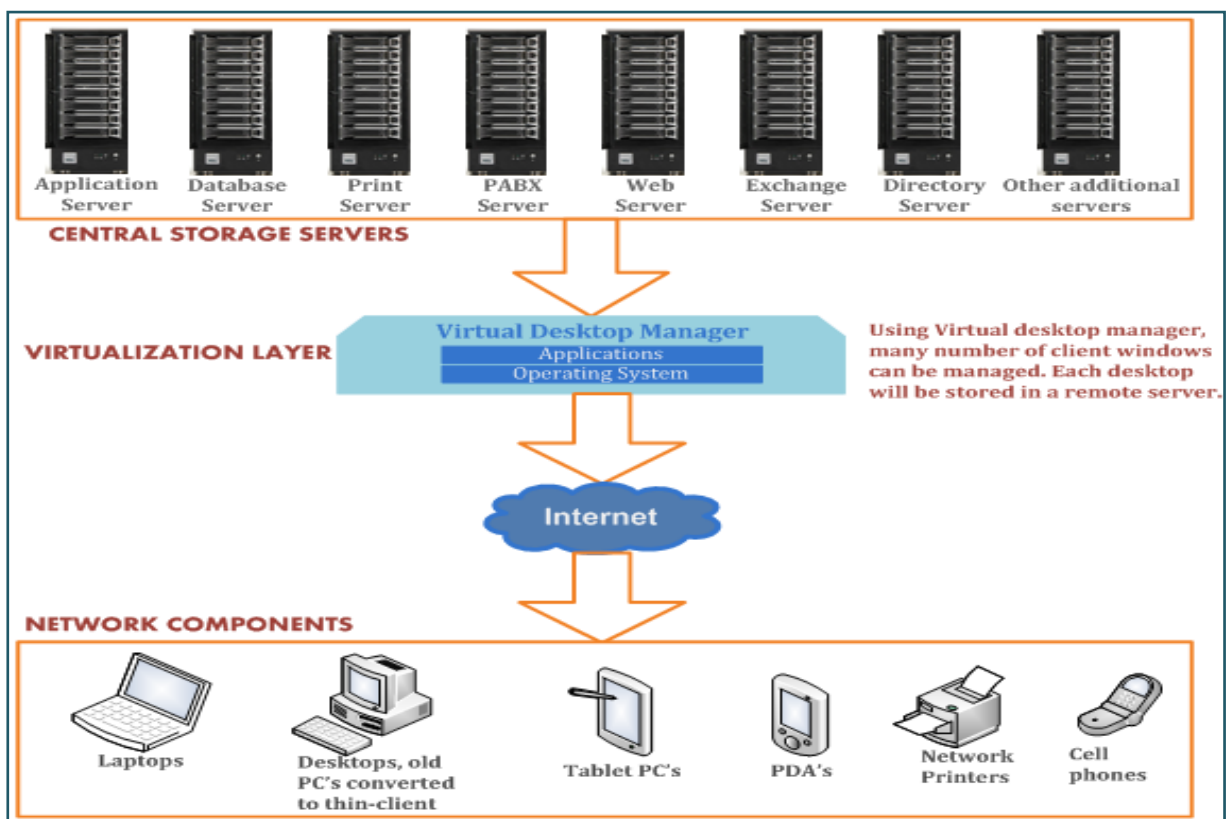 Application
Server
Database
Server
Print
Server
PABX
Server
Web
Server
Exchange
Server
Directory
Server
Other additional
servers
CENTRAL STORAGE SERVERS
VIRTUALIZATION LAYER
Virtual Desktop Manager
Applications
Operating System
Using Virtual desktop manager,
many number of client windows
can be managed. Each desktop
will be stored in a remote server.
Internet
NETWORK COMPONENTS
Laptops
Desktops, old
PC's converted
to thin-client
Tablet PC's
PDA's
Network
Printers
Cell
phones